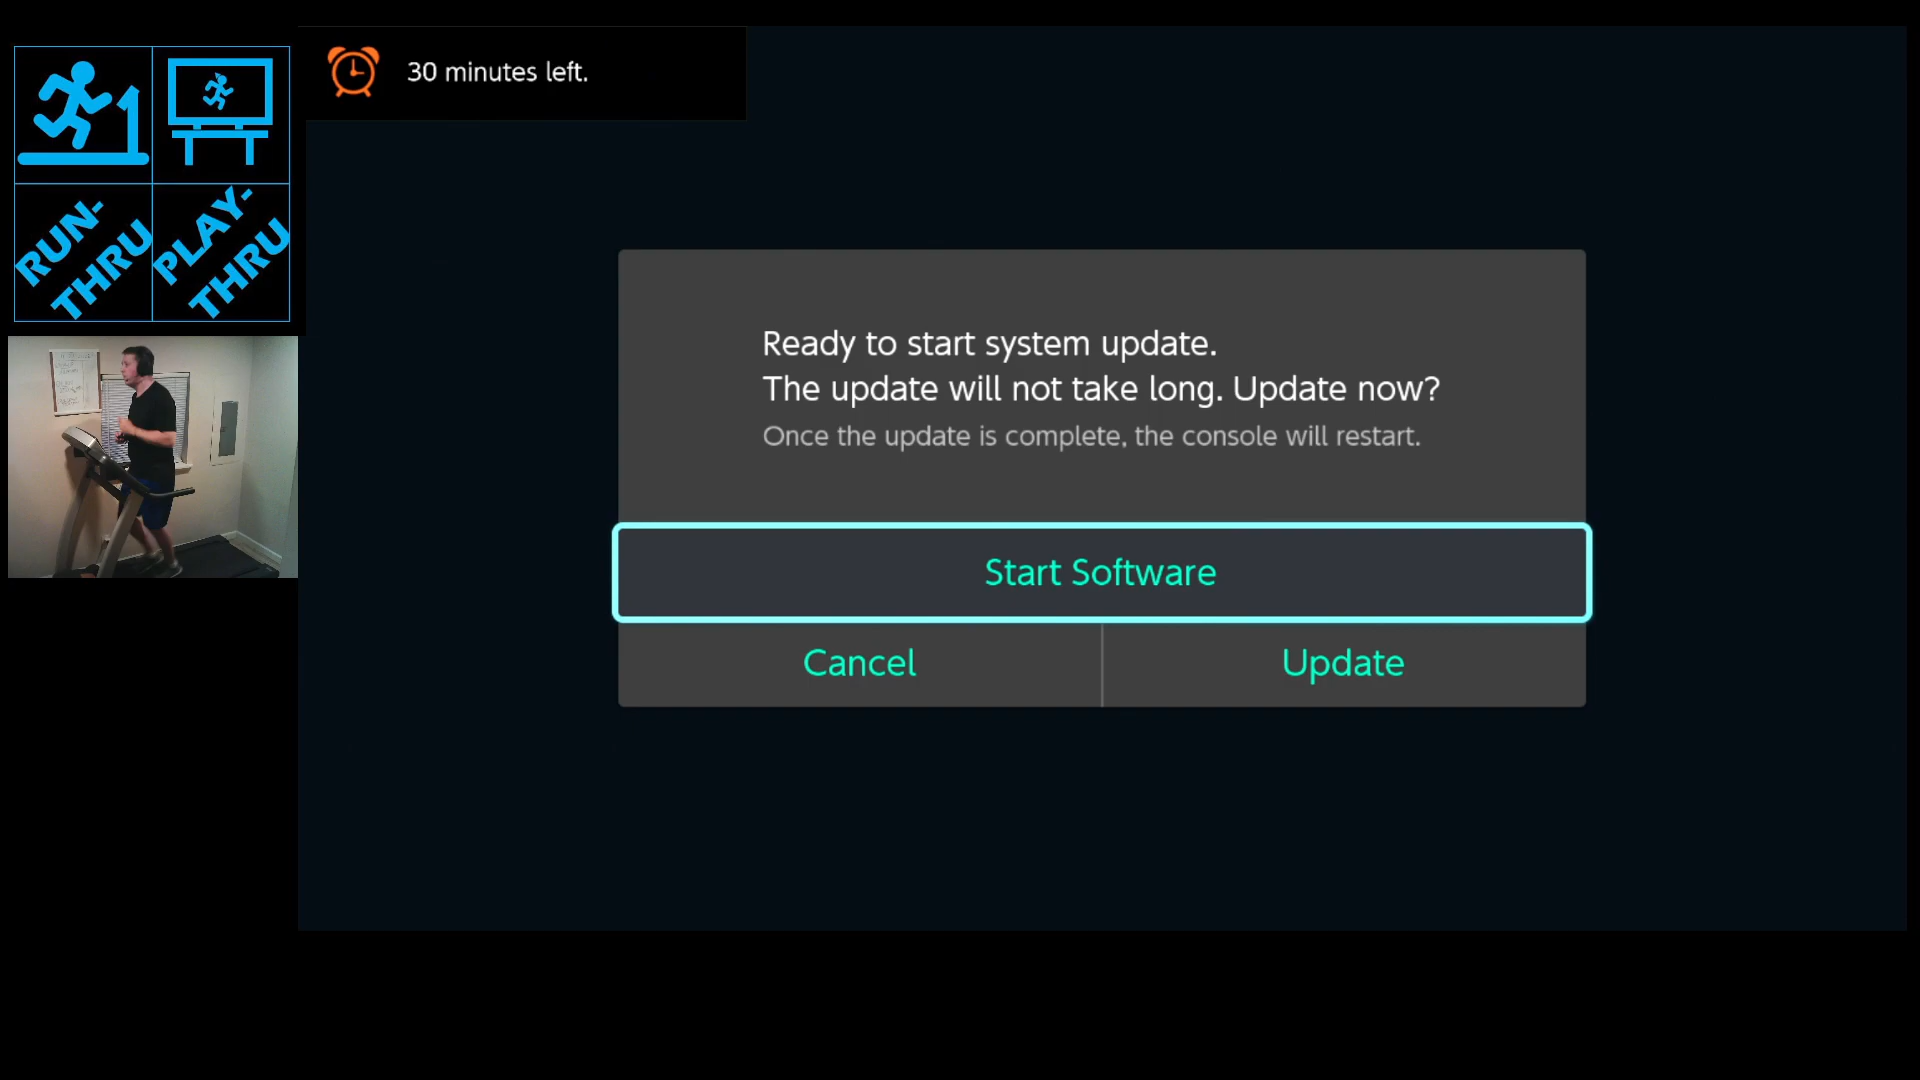 30 minutes left.
RUN-
THRU
PLAY-
THRU
Ready to start system update.
The update will not take long. Update now?
Once the update is complete, the console will restart.
Start Software
Cancel
Update